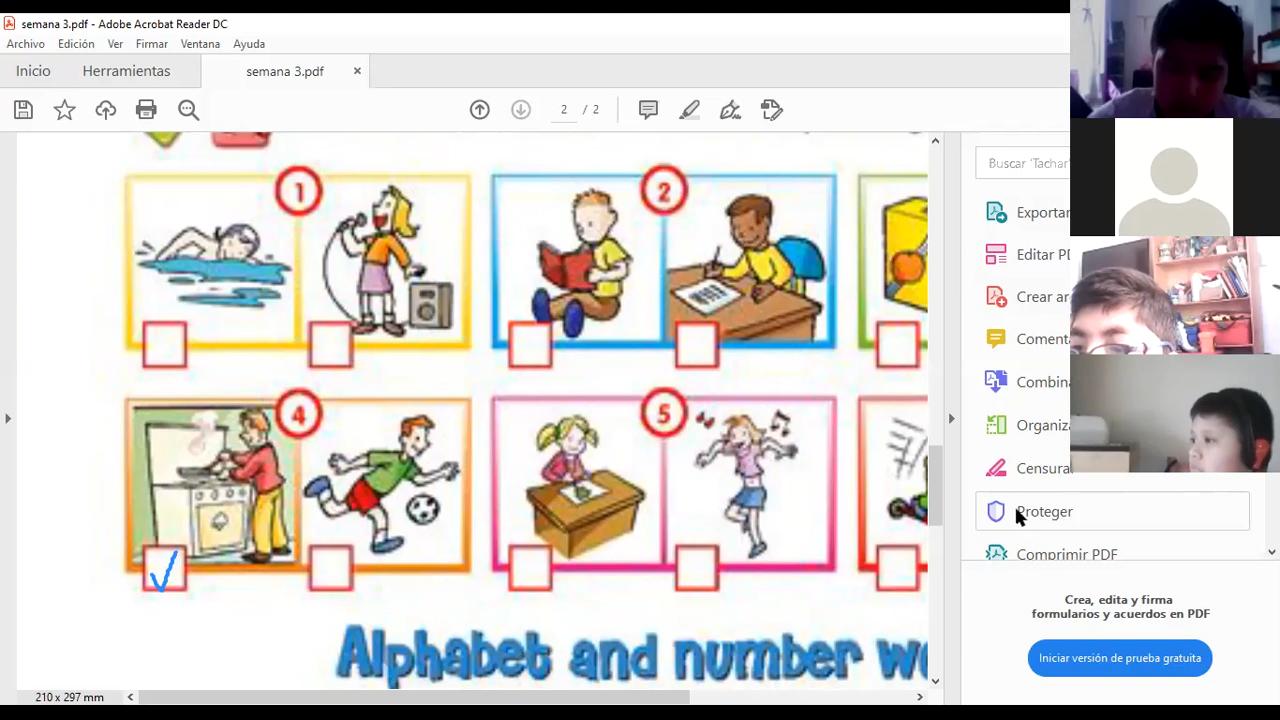 semana 3.pdf - Adobe Acrobat Reader DC
Archivo Edición Ver Firmar Ventana Ayuda
Inicio Herramientas semana 3.pdf ×
2 / 2
Buscar 'Tachar'
Exportar
Editar PD
Crear ar
Comenta
Combina
Organiza
Censura
Proteger
Comprimir PDF
Crea, edita y firma
formularios y acuerdos en PDF
Iniciar versión de prueba gratuita
1
2
4
5
Alphabet and number wo
210 x 297 mm